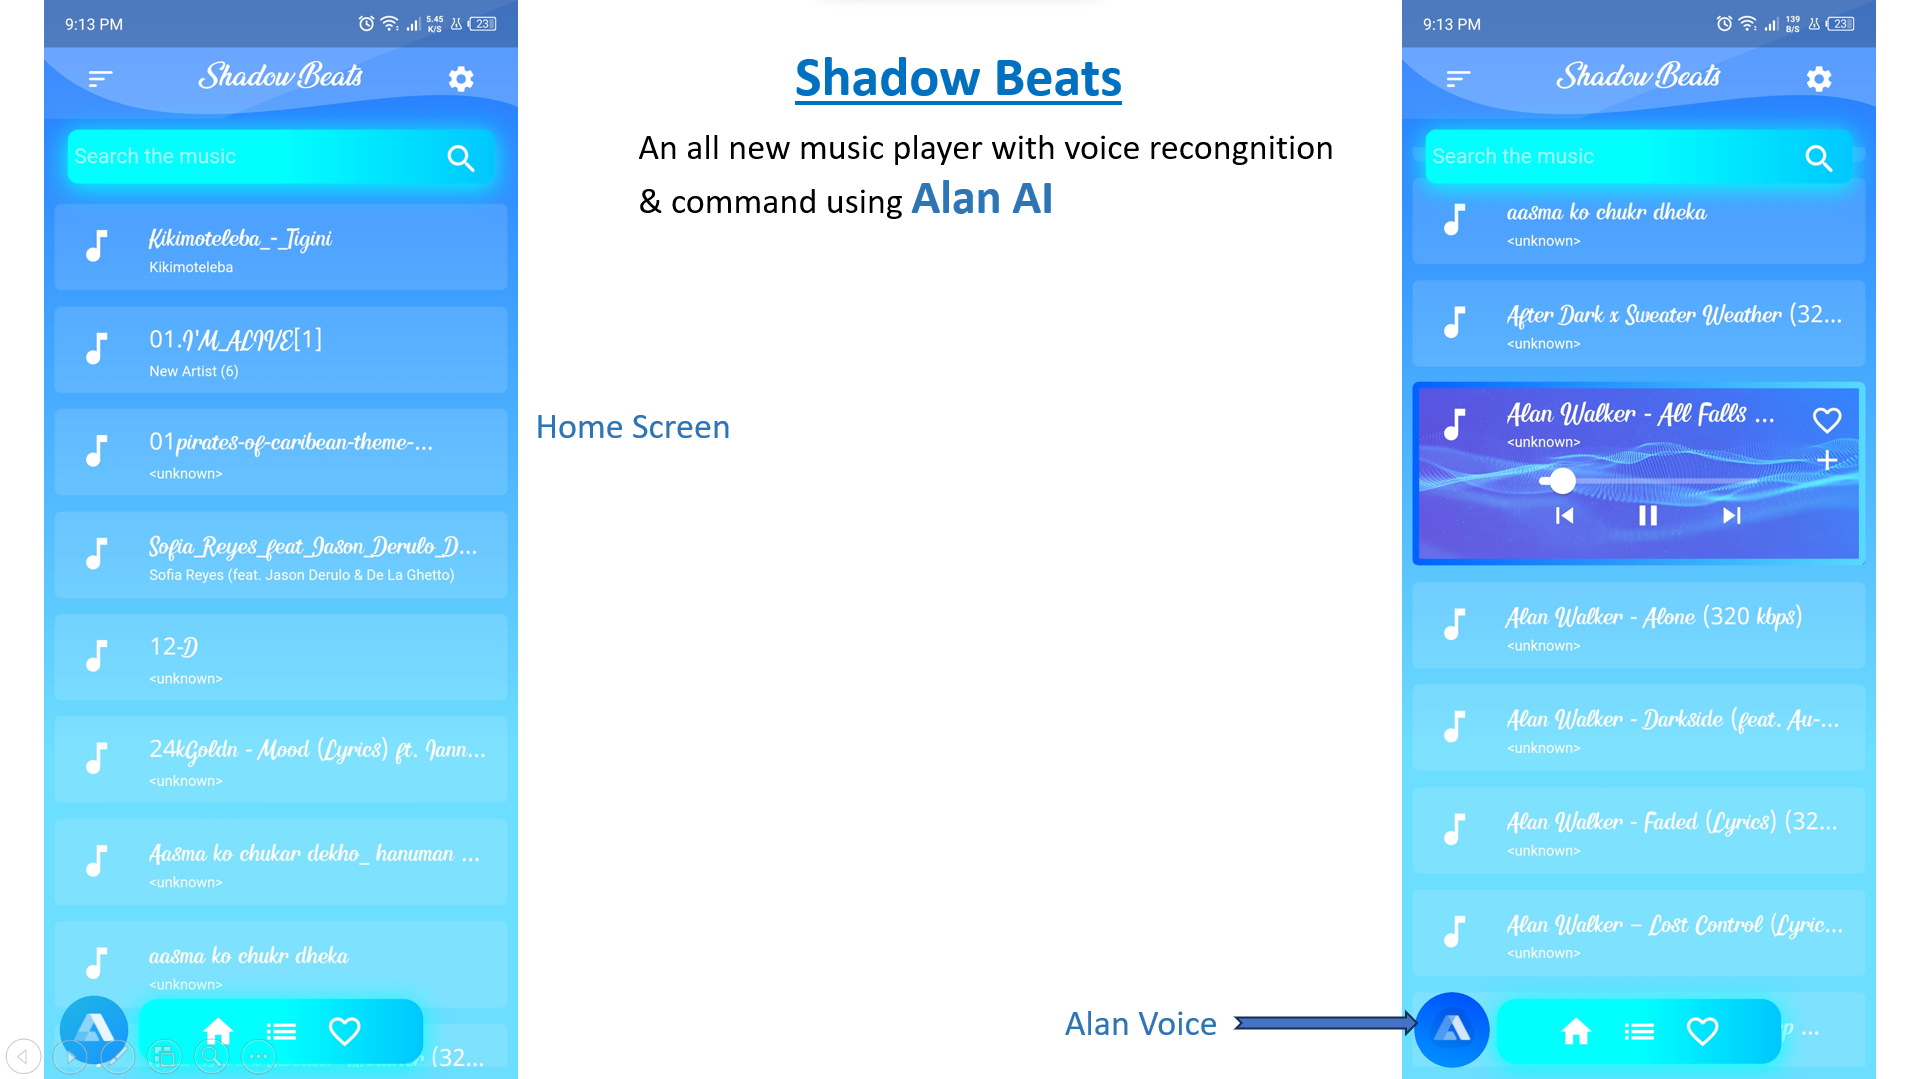 9:13 PM
5.45
K/S
23
Shadow Beats
Search the music
Kikimoteleba_-_Tigini
Kikimoteleba
01.I'M_ALIVE[1]
New Artist (6)
01pirates-of-caribean-theme-...
<unknown>
Sofia_Reyes_feat_Jason_Derulo_D...
Sofia Reyes (feat. Jason Derulo & De La Ghetto)
12-D
<unknown>
24kGoldn - Mood (Lyrics) ft. Iann...
<unknown>
Aasma ko chukar dekho_ hanuman ...
<unknown>
aasma ko chukr dheka
<unknown>
(32...
Shadow Beats
An all new music player with voice recongnition
& command using Alan AI
Home Screen
Alan Voice
9:13 PM
139
B/S
23
Shadow Beats
Search the music
aasma ko chukr dheka
<unknown>
After Dark x Sweater Weather (32...
<unknown>
Alan Walker - All Falls ...
<unknown>
Alan Walker - Alone (320 kbps)
<unknown>
Alan Walker - Darkside (feat. Au-...
<unknown>
Alan Walker - Faded (Lyrics) (32...
<unknown>
Alan Walker – Lost Control (Lyric...
<unknown>